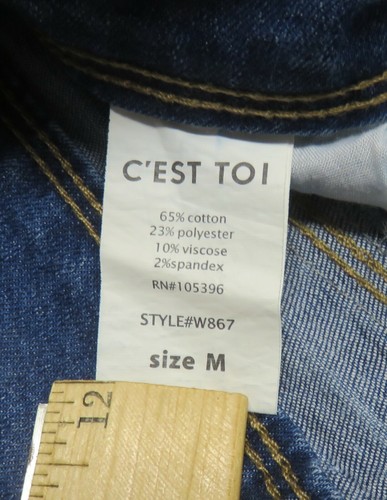 C'EST TOI
65% cotton
23% polyester
10% viscose
2%spandex
RN#105396
STYLE#W867
size M
12